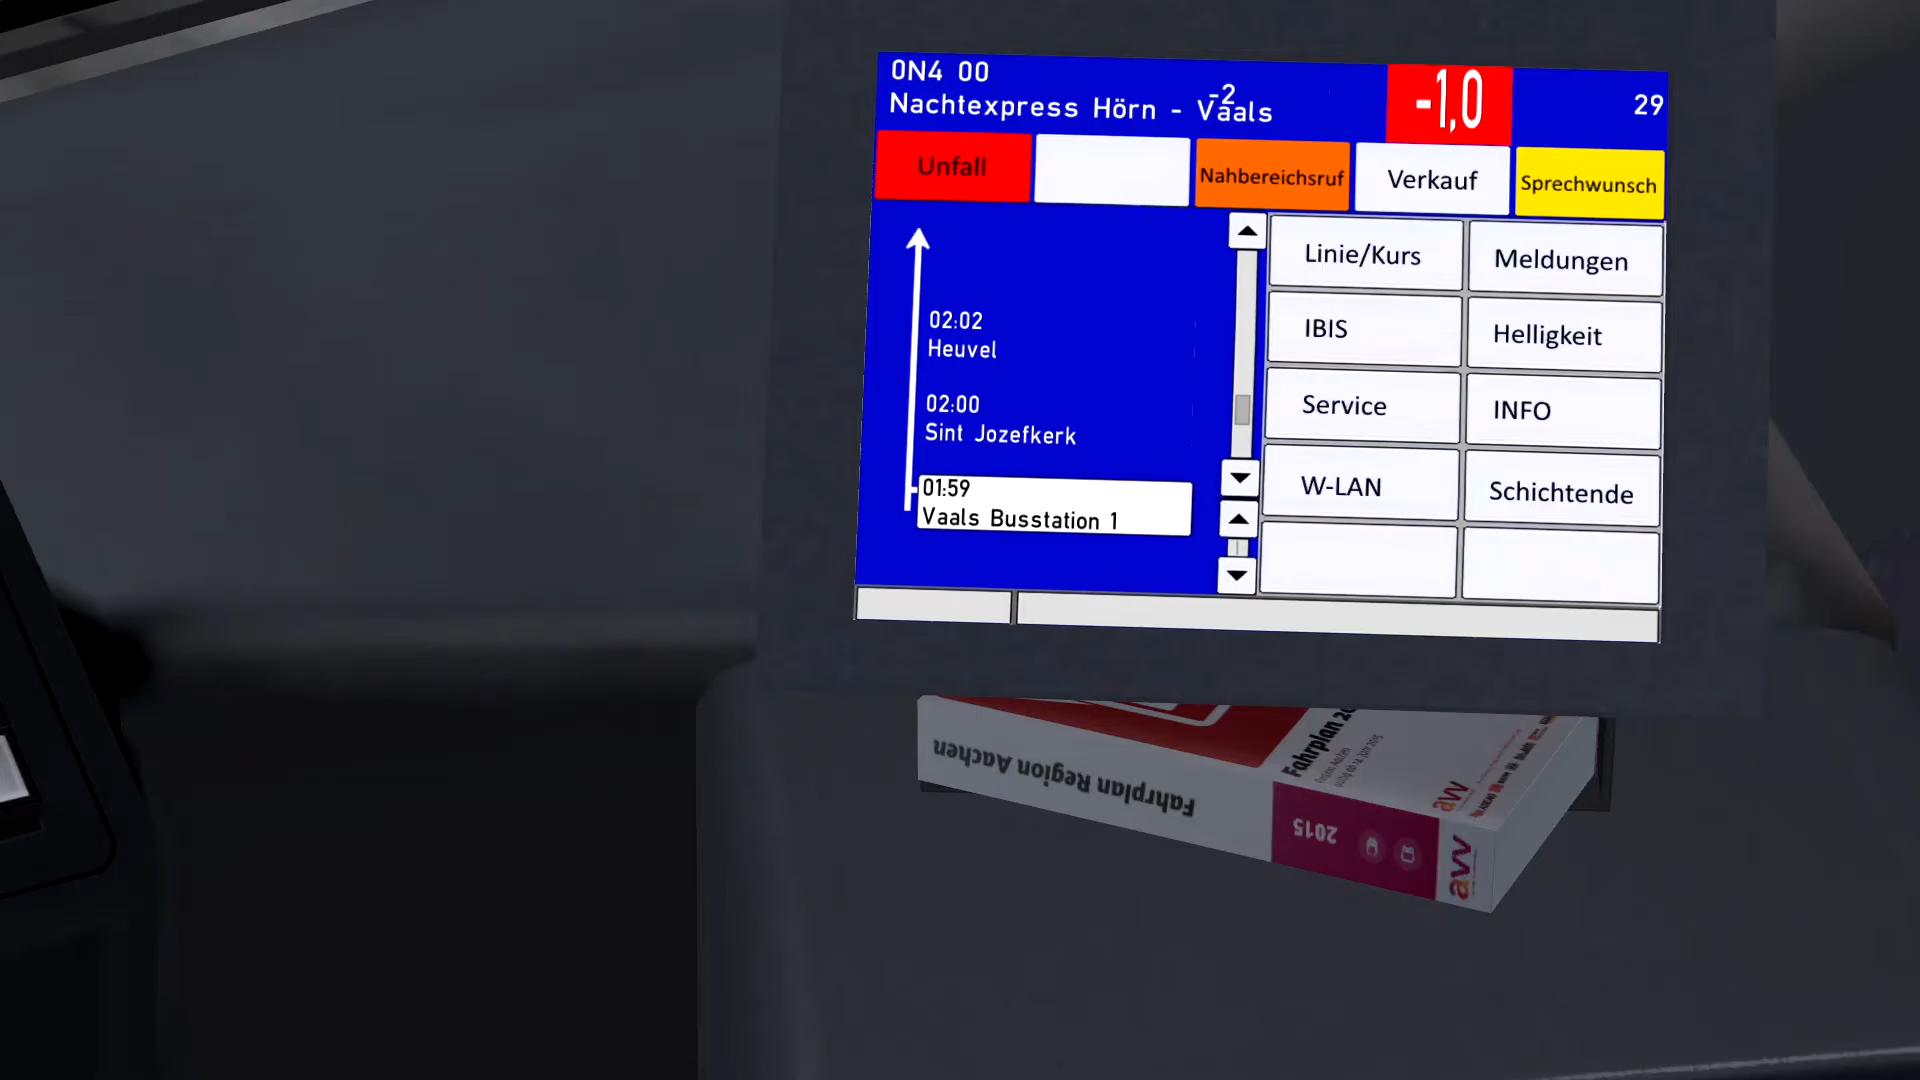 0N4 00
-2
Nachtexpress Hörn - Vaals
-1,0
29
Unfall
Nahbereichsruf
Verkauf
Sprechwunsch
02:02
Heuvel
02:00
Sint Jozefkerk
01:59
Vaals Busstation 1
Linie/Kurs
Meldungen
IBIS
Helligkeit
Service
INFO
W-LAN
Schichtende
Fahrplan Region Aachen
2015
avv
Fahrplan
avv